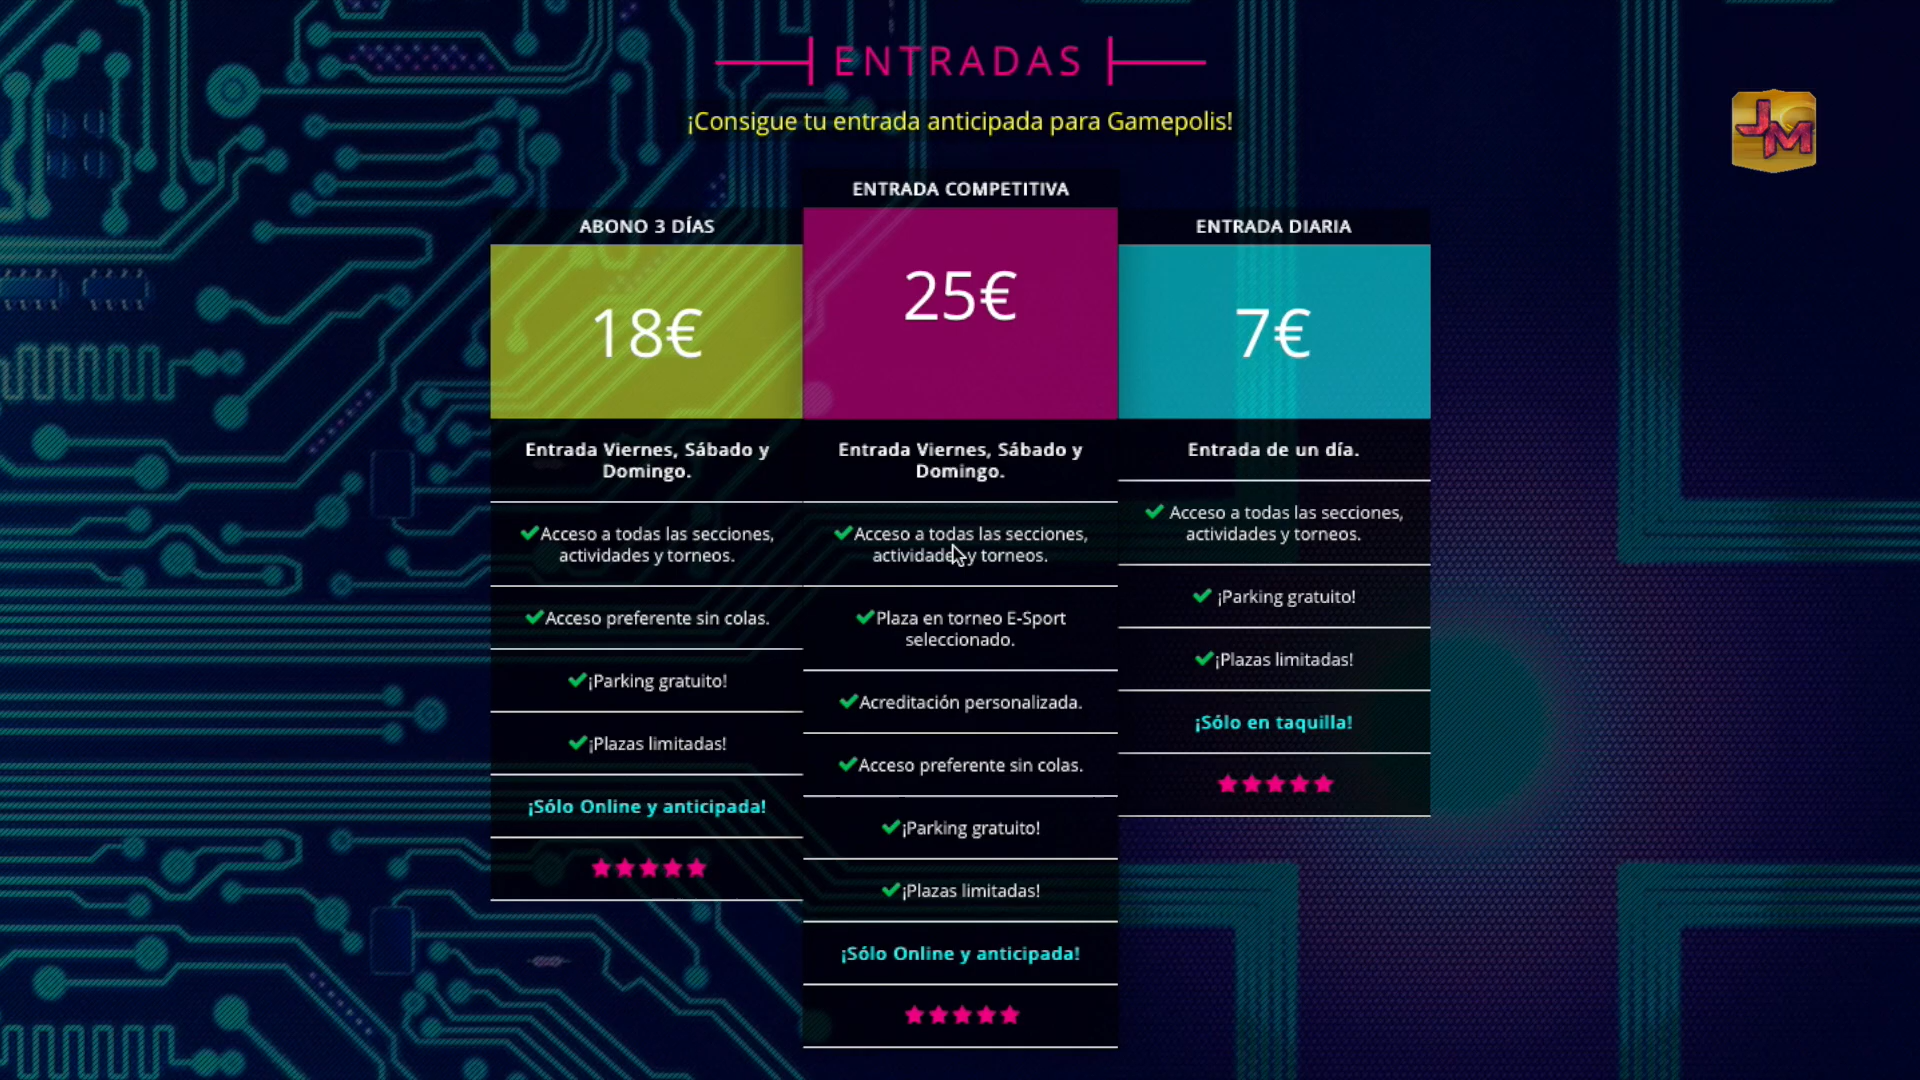 ENTRADAS
¡Consigue tu entrada anticipada para Gamepolis!
JM
ABONO 3 DÍAS
18€
Entrada Viernes, Sábado y
Domingo.
Acceso a todas las secciones,
actividades y torneos.
Acceso preferente sin colas.
¡Parking gratuito!
¡Plazas limitadas!
¡Sólo Online y anticipada!
ENTRADA COMPETITIVA
25€
Entrada Viernes, Sábado y
Domingo.
Acceso a todas las secciones,
actividades y torneos.
Plaza en torneo E-Sport
seleccionado.
Acreditación personalizada.
Acceso preferente sin colas.
¡Parking gratuito!
¡Plazas limitadas!
¡Sólo Online y anticipada!
ENTRADA DIARIA
7€
Entrada de un día.
Acceso a todas las secciones,
actividades y torneos.
¡Parking gratuito!
¡Plazas limitadas!
¡Sólo en taquilla!